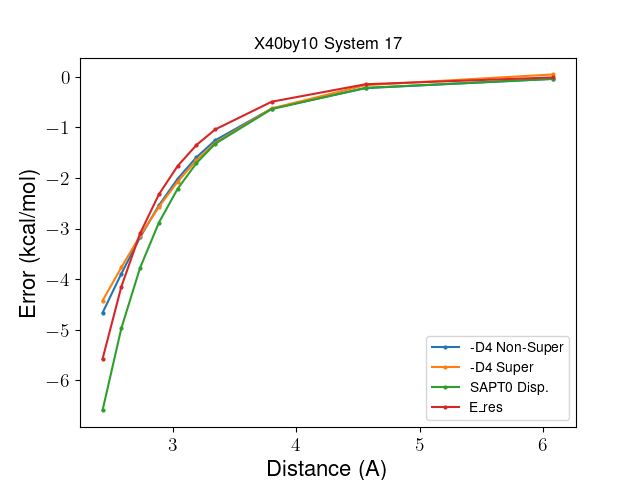 X40by10 System 17
Error (kcal/mol)
0
−1
−2
−3
−4
−5
−6
3
4
5
6
Distance (A)
-D4 Non-Super
-D4 Super
SAPT0 Disp.
E_res